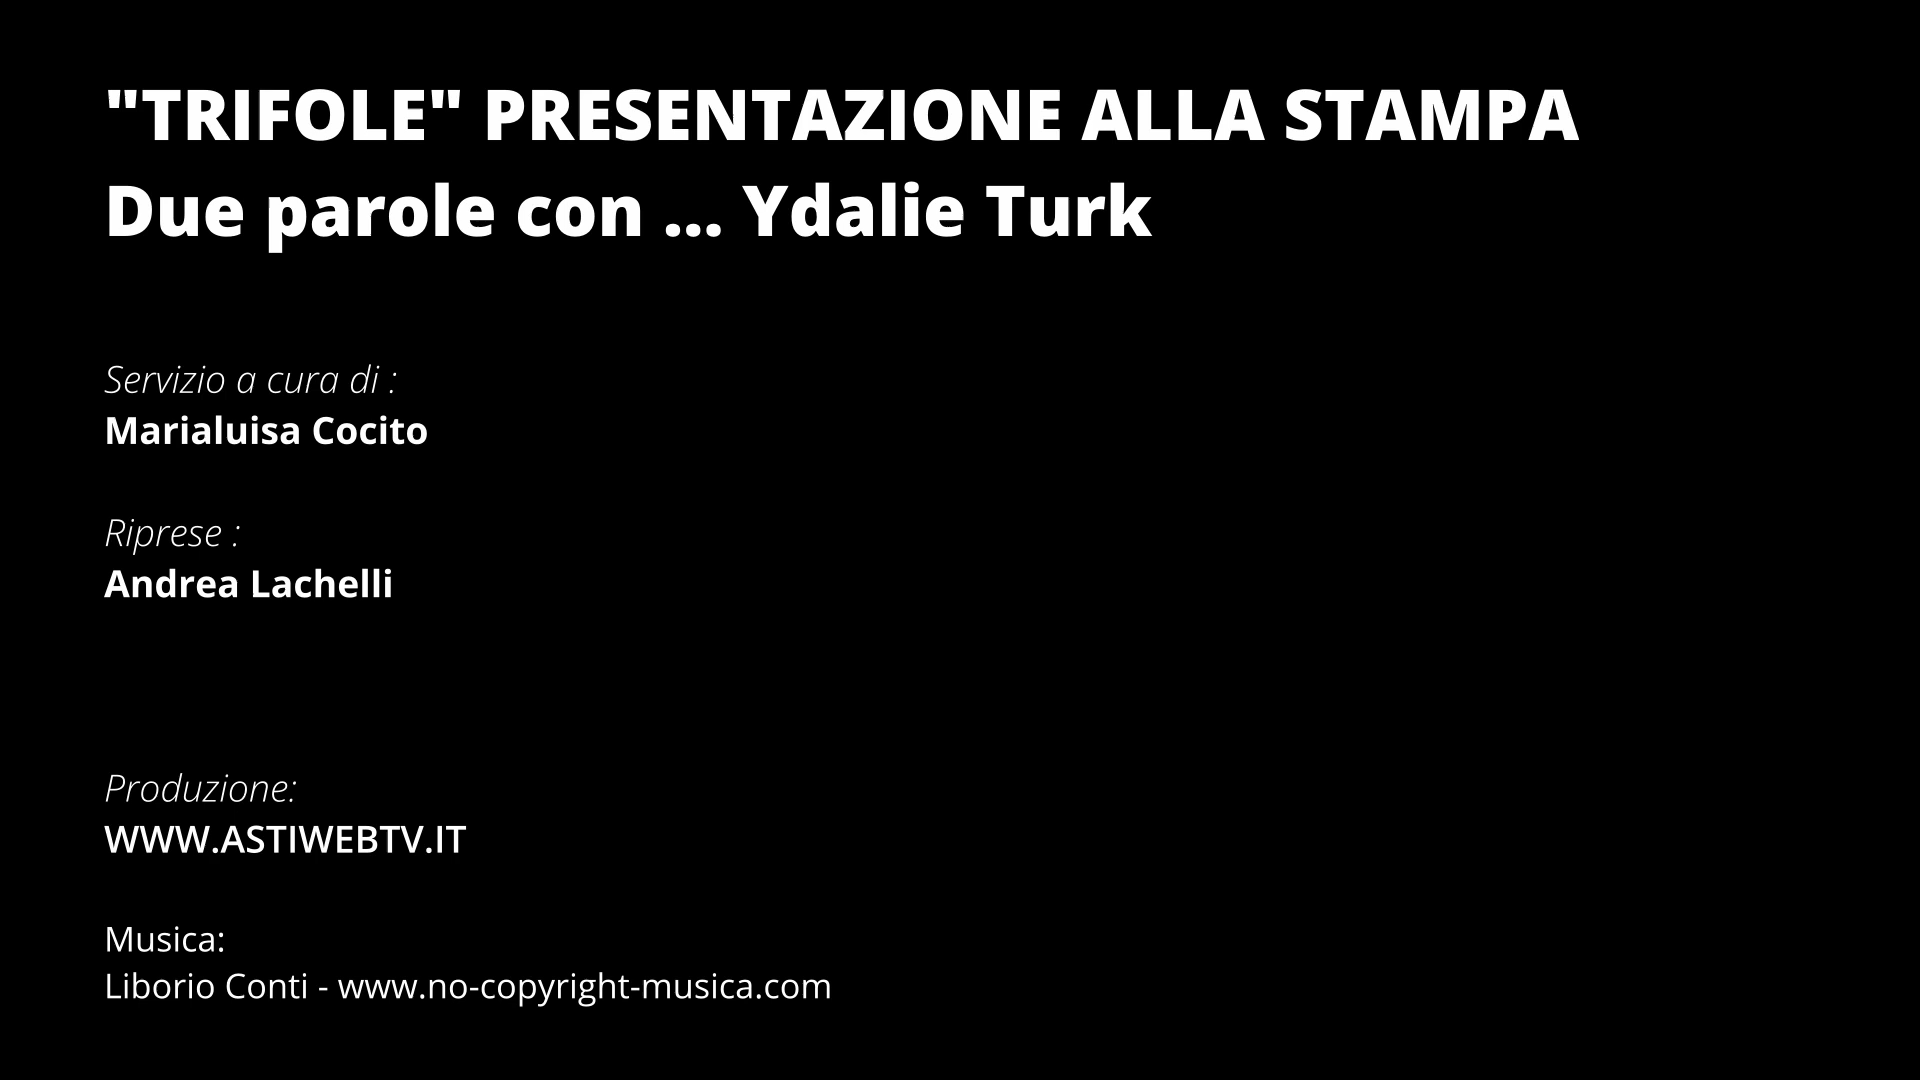 "TRIFOLE" PRESENTAZIONE ALLA STAMPA
Due parole con ... Ydalie Turk
Servizio a cura di :
Marialuisa Cocito
Riprese :
Andrea Lachelli
Produzione:
WWW.ASTIWEBTV.IT
Musica:
Liborio Conti - www.no-copyright-musica.com